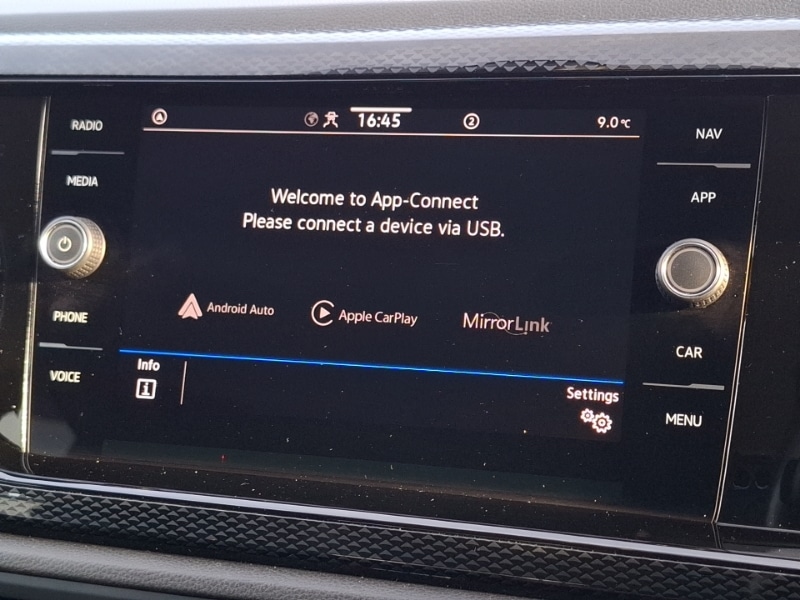 RADIO
MEDIA
PHONE
VOICE
16:45
2
9.0°C
Welcome to App-Connect
Please connect a device via USB.
Android Auto
Apple CarPlay
MirrorLink
Info
i
Settings
NAV
APP
CAR
MENU